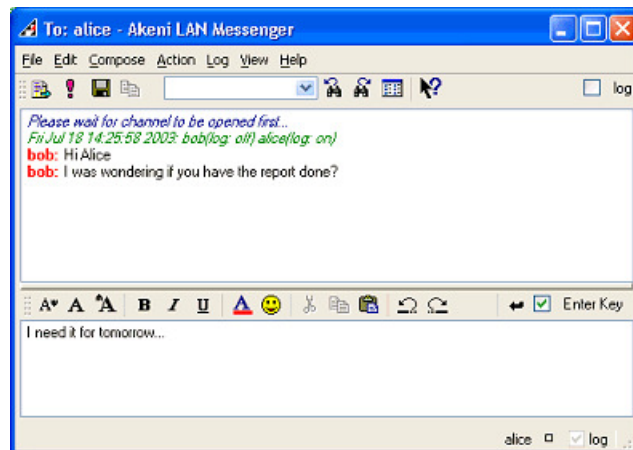 To: alice - Akeni LAN Messenger
File Edit Compose Action Log View Help
log
Please wait for channel to be opened first...
Fri Jul 18 14:25:58 2003: bob(log: off) alice(log: on)
bob: Hi Alice
bob: I was wondering if you have the report done?
A A A B I U A Enter Key
I need it for tomorrow...
alice log